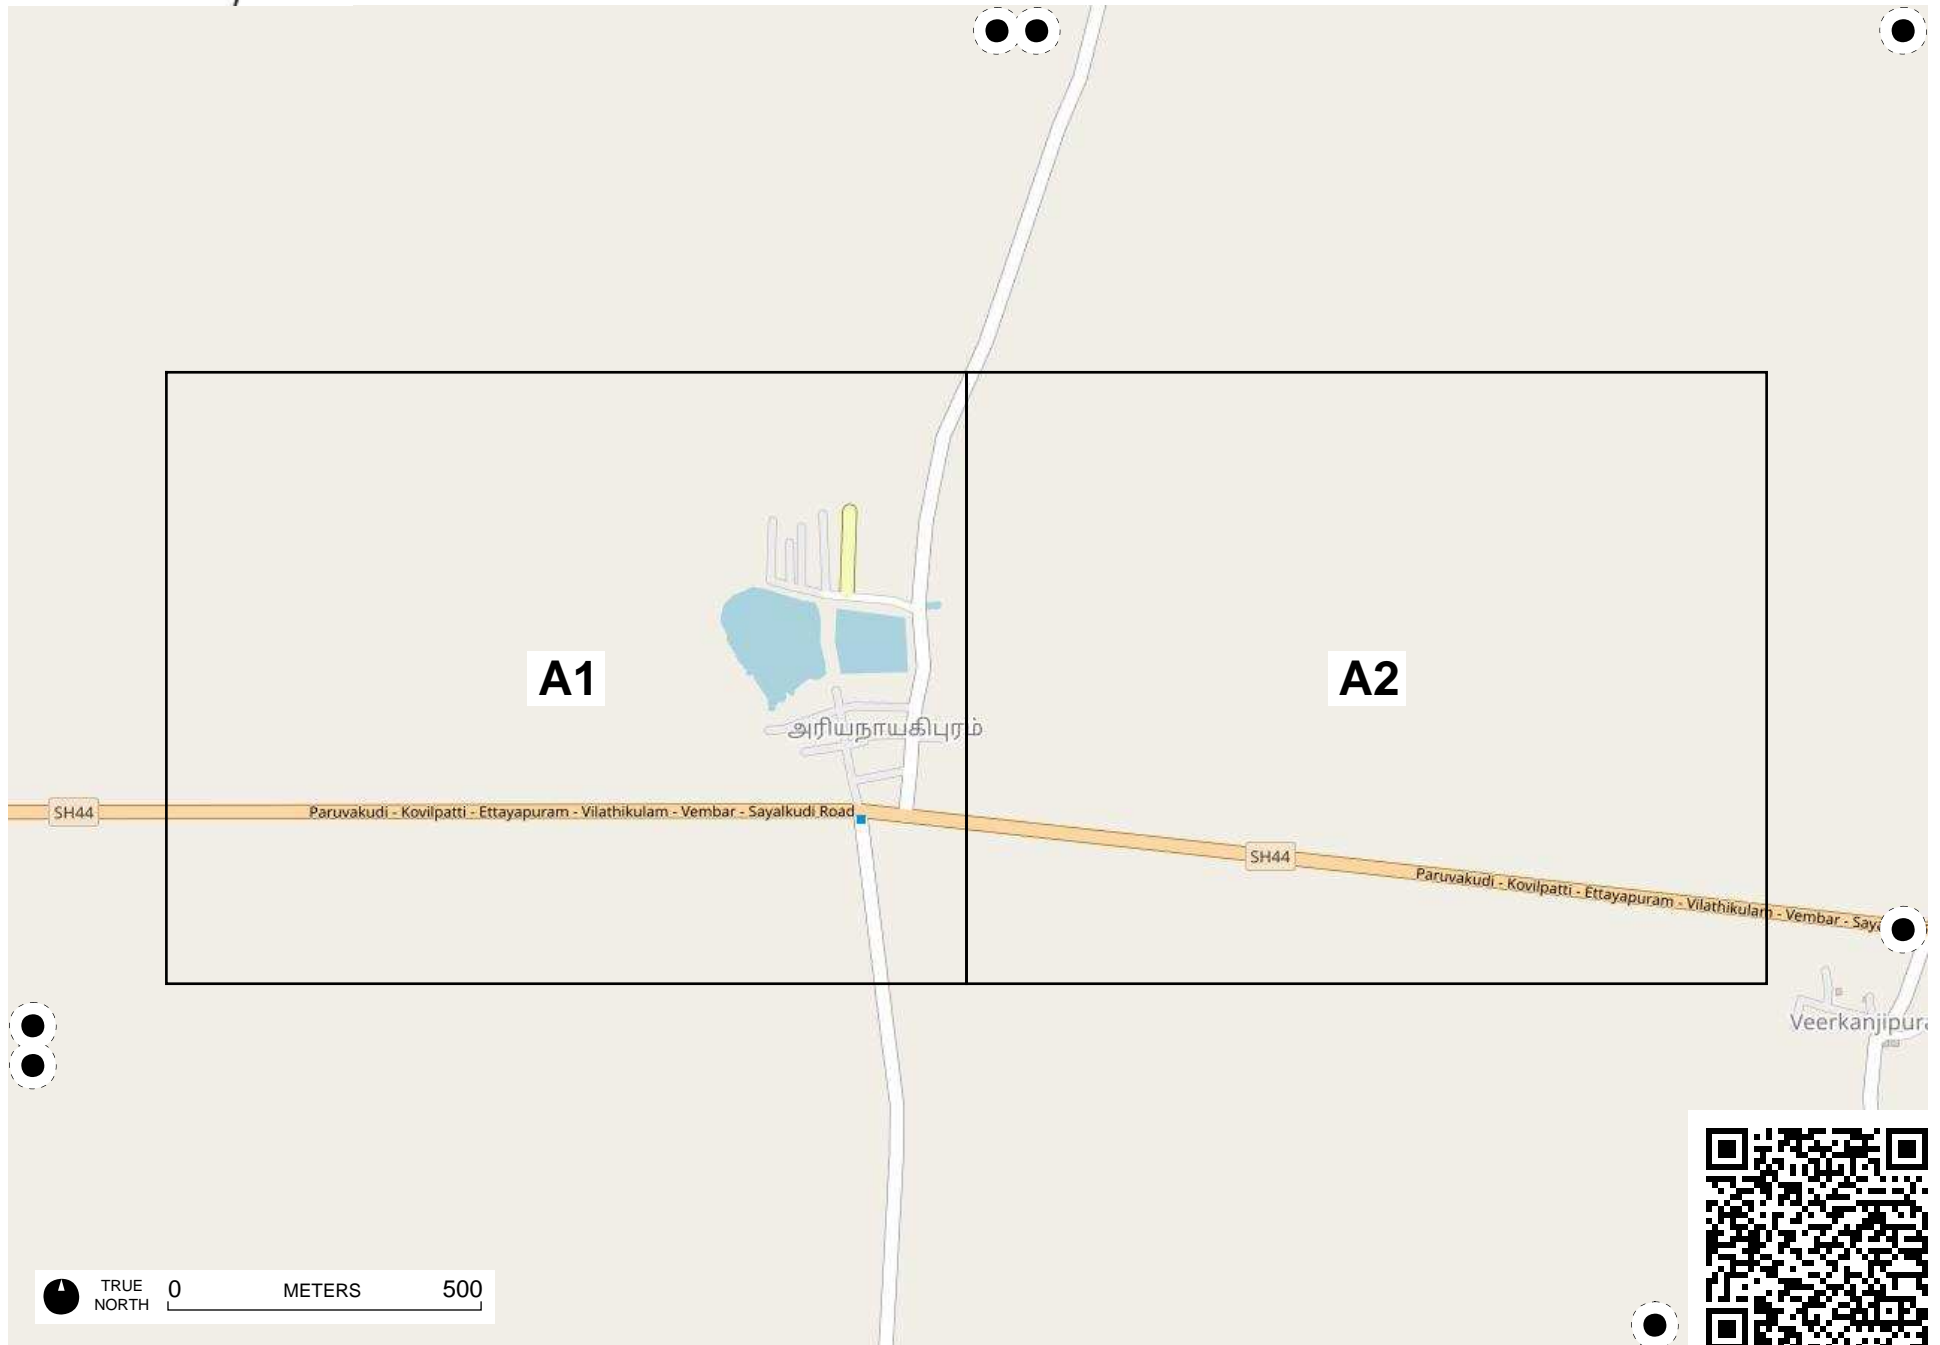 A1
A2
அரியநாயகிபுரம்
SH44
Paruvakudi - Kovilpatti - Ettayapuram - Vilathikulam - Vembar - Sayalkudi Road
SH44
Paruvakudi - Kovilpatti - Ettayapuram - Vilathikulam - Vembar - Say
Veerkanjipura
TRUE NORTH
0 METERS 500